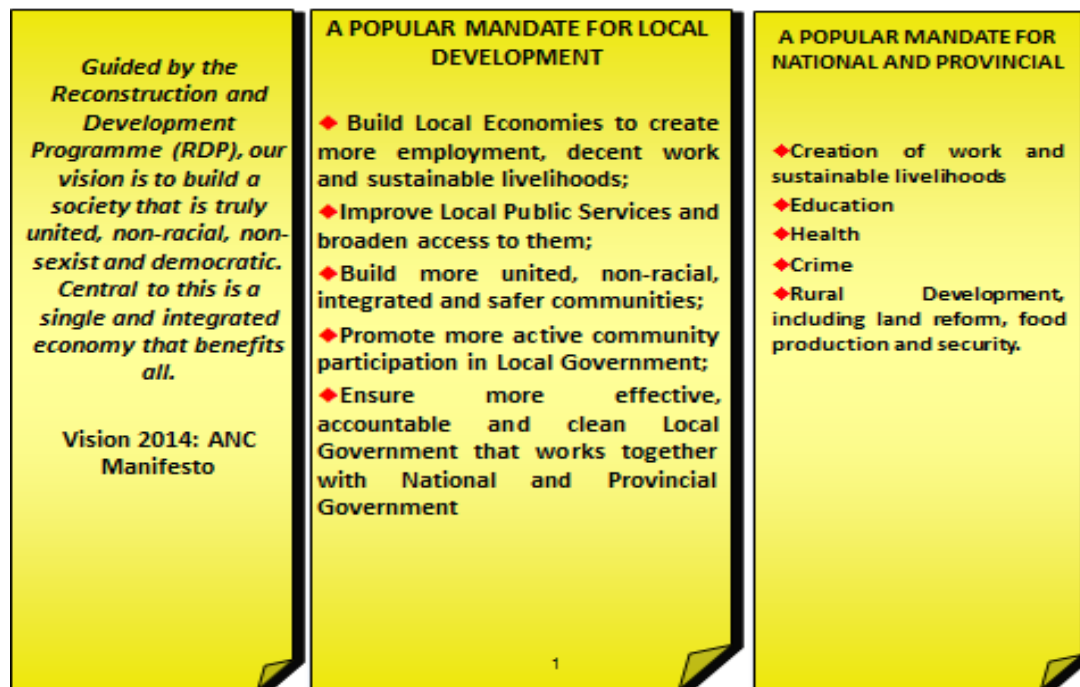 Guided by the
Reconstruction and
Development
Programme (RDP), our
vision is to build a
society that is truly
united, non-racial, non-
sexist and democratic.
Central to this is a
single and integrated
economy that benefits
all.
Vision 2014: ANC
Manifesto
A POPULAR MANDATE FOR LOCAL
DEVELOPMENT
◆ Build Local Economies to create
more employment, decent work
and sustainable livelihoods;
◆Improve Local Public Services and
broaden access to them;
◆Build more united, non-racial,
integrated and safer communities;
◆Promote more active community
participation in Local Government;
◆Ensure more effective,
accountable and clean Local
Government that works together
with National and Provincial
Government
1
A POPULAR MANDATE FOR
NATIONAL AND PROVINCIAL
◆Creation of work and
sustainable livelihoods
◆Education
◆Health
◆Crime
◆Rural Development,
including land reform, food
production and security.